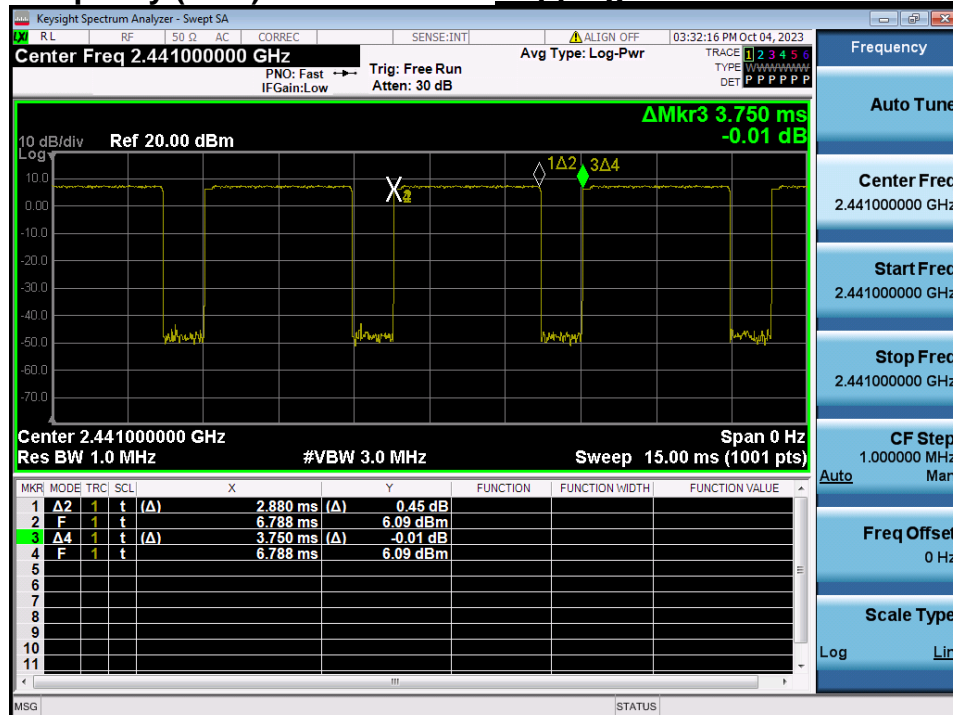 Keysight Spectrum Analyzer - Swept SA
LXI RL RF 50 Ω AC CORREC SENSE:INT ALIGN OFF 03:32:16 PM Oct 04, 2023
Center Freq 2.441000000 GHz
PNO: Fast
IFGain:Low
Trig: Free Run
Atten: 30 dB
Avg Type: Log-Pwr
TRACE 1 2 3 4 5 6
TYPE WWWWWW
DET P P P P P P
ΔMkr3 3.750 ms
-0.01 dB
10 dB/div Ref 20.00 dBm
Log
1Δ2 3Δ4
10.0
0.00
-10.0
-20.0
-30.0
-40.0
-50.0
-60.0
-70.0
Center 2.441000000 GHz Span 0 Hz
Res BW 1.0 MHz #VBW 3.0 MHz Sweep 15.00 ms (1001 pts)
MKR MODE TRC SCL X Y FUNCTION FUNCTION WIDTH FUNCTION VALUE
1 Δ2 1 t (Δ) 2.880 ms (Δ) 0.45 dB
2 F 1 t 6.788 ms 6.09 dBm
3 Δ4 1 t (Δ) 3.750 ms (Δ) -0.01 dB
4 F 1 t 6.788 ms 6.09 dBm
5
6
7
8
9
10
11
MSG STATUS
Frequency
Auto Tune
Center Freq
2.441000000 GHz
Start Freq
2.441000000 GHz
Stop Freq
2.441000000 GHz
CF Step
1.000000 MHz
Auto Man
Freq Offset
0 Hz
Scale Type
Log Lin